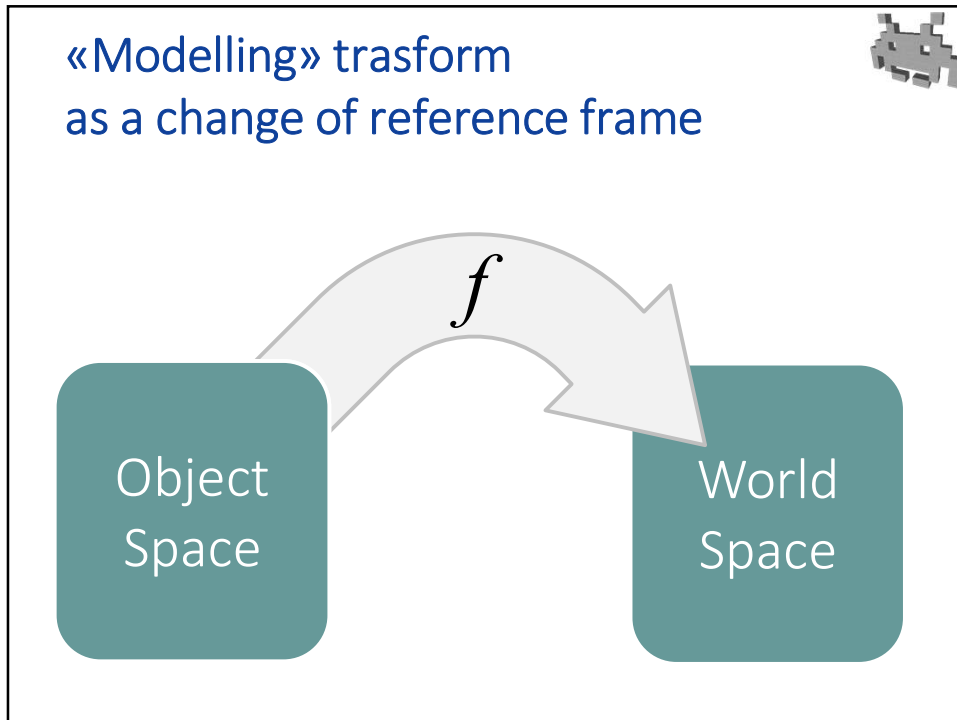 «Modelling» trasform
as a change of reference frame
f
Object
Space
World
Space